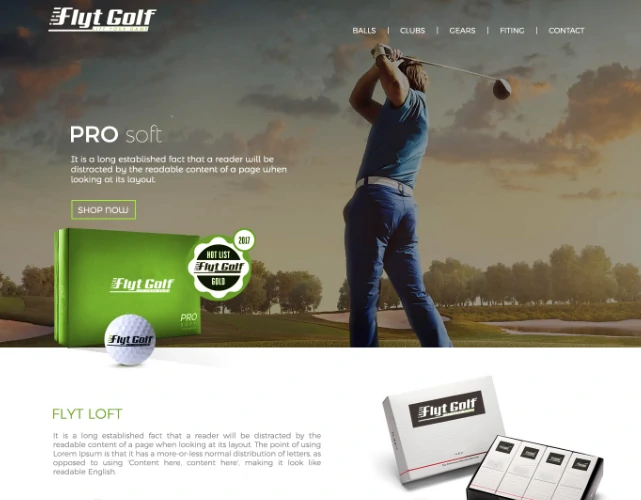 Flyt Golf
BALLS | CLUBS | GEARS | FITING | CONTACT
PRO soft
It is a long established fact that a reader will be
distracted by the readable content of a page when
looking at its layout.
SHOP NOW
2017
HOT LIST
Flyt Golf
GOLD
Flyt Golf
PRO
Flyt Golf
FLYT LOFT
It is a long established fact that a reader will be distracted by the
readable content of a page when looking at its layout. The point of using
Lorem Ipsum is that it has a more-or-less normal distribution of letters, as
opposed to using 'Content here, content here', making it look like
readable English.
Flyt Golf